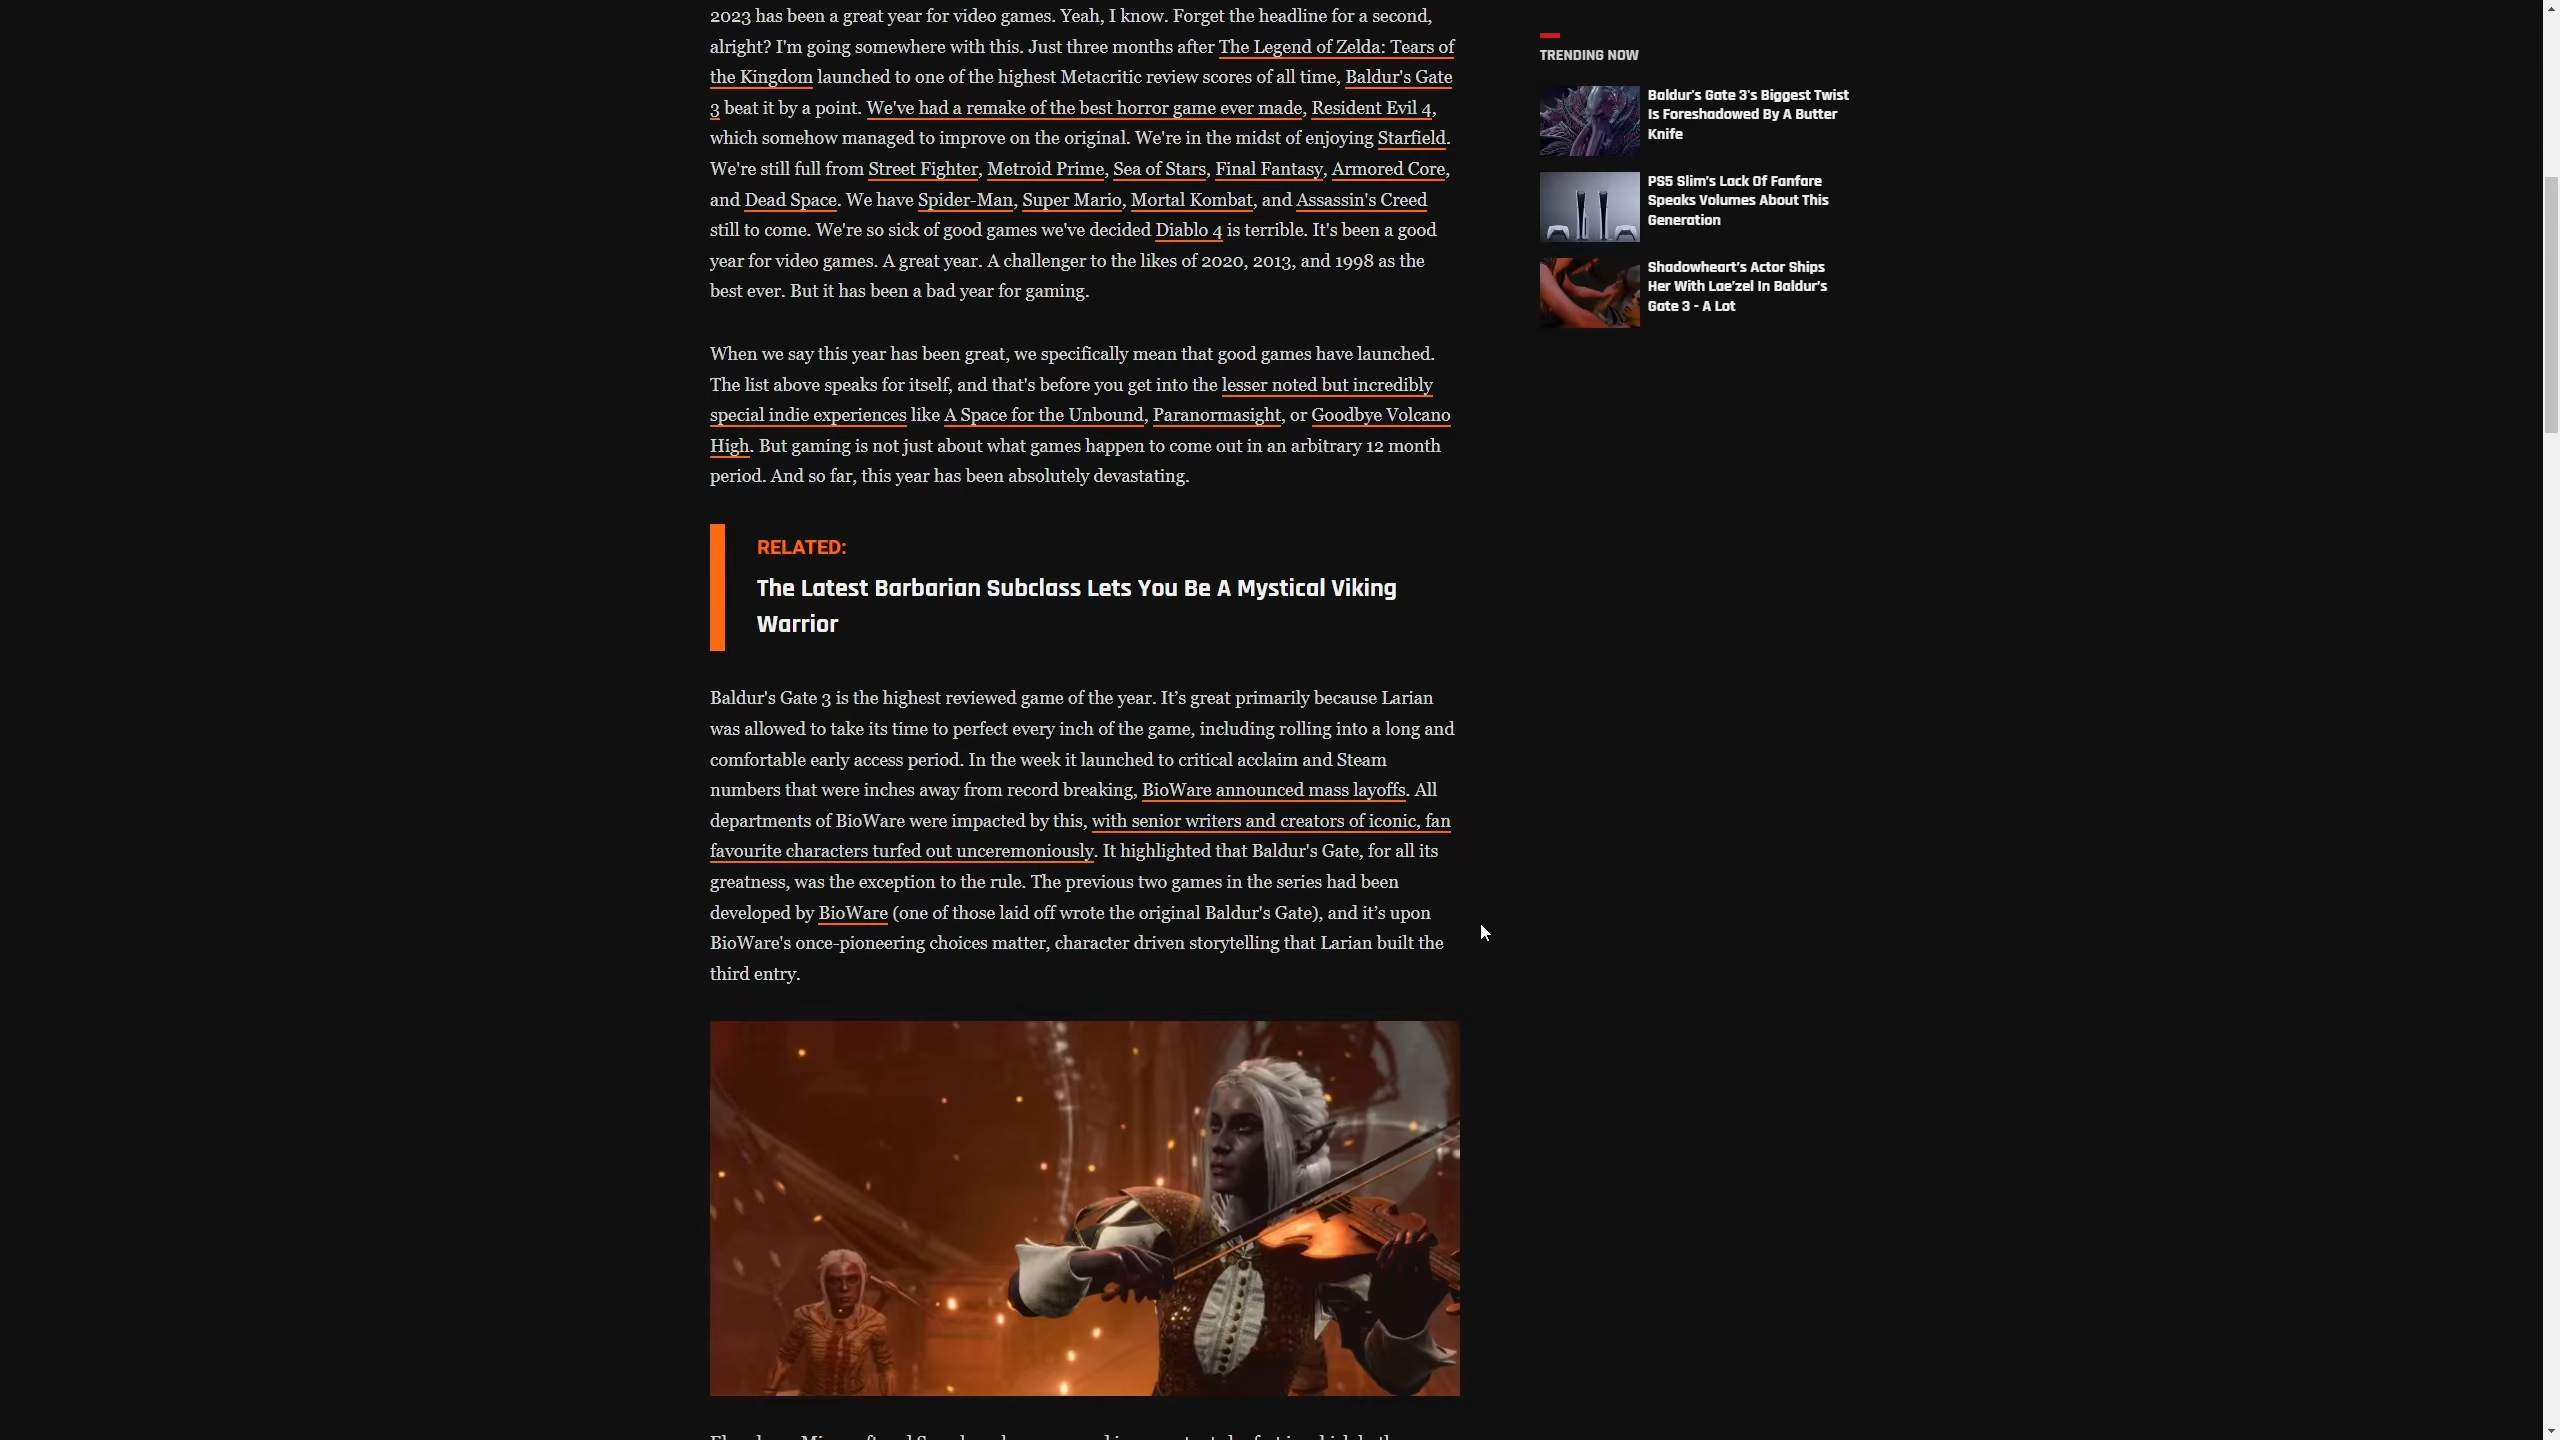 2023 has been a great year for video games. Yeah, I know. Forget the headline for a second,
alright? I'm going somewhere with this. Just three months after The Legend of Zelda: Tears of
the Kingdom launched to one of the highest Metacritic review scores of all time, Baldur's Gate
3 beat it by a point. We've had a remake of the best horror game ever made, Resident Evil 4,
which somehow managed to improve on the original. We're in the midst of enjoying Starfield.
We're still full from Street Fighter, Metroid Prime, Sea of Stars, Final Fantasy, Armored Core,
and Dead Space. We have Spider-Man, Super Mario, Mortal Kombat, and Assassin's Creed
still to come. We're so sick of good games we've decided Diablo 4 is terrible. It's been a good
year for video games. A great year. A challenger to the likes of 2020, 2013, and 1998 as the
best ever. But it has been a bad year for gaming.
When we say this year has been great, we specifically mean that good games have launched.
The list above speaks for itself, and that's before you get into the lesser noted but incredibly
special indie experiences like A Space for the Unbound, Paranormasight, or Goodbye Volcano
High. But gaming is not just about what games happen to come out in an arbitrary 12 month
period. And so far, this year has been absolutely devastating.
RELATED:
The Latest Barbarian Subclass Lets You Be A Mystical Viking
Warrior
Baldur's Gate 3 is the highest reviewed game of the year. It’s great primarily because Larian
was allowed to take its time to perfect every inch of the game, including rolling into a long and
comfortable early access period. In the week it launched to critical acclaim and Steam
numbers that were inches away from record breaking, BioWare announced mass layoffs. All
departments of BioWare were impacted by this, with senior writers and creators of iconic, fan
favourite characters turfed out unceremoniously. It highlighted that Baldur's Gate, for all its
greatness, was the exception to the rule. The previous two games in the series had been
developed by BioWare (one of those laid off wrote the original Baldur's Gate), and it’s upon
BioWare's once-pioneering choices matter, character driven storytelling that Larian built the
third entry.
TRENDING NOW
Baldur’s Gate 3’s Biggest Twist
Is Foreshadowed By A Butter
Knife
PS5 Slim’s Lack Of Fanfare
Speaks Volumes About This
Generation
Shadowheart’s Actor Ships
Her With Lae’zel In Baldur’s
Gate 3 - A Lot